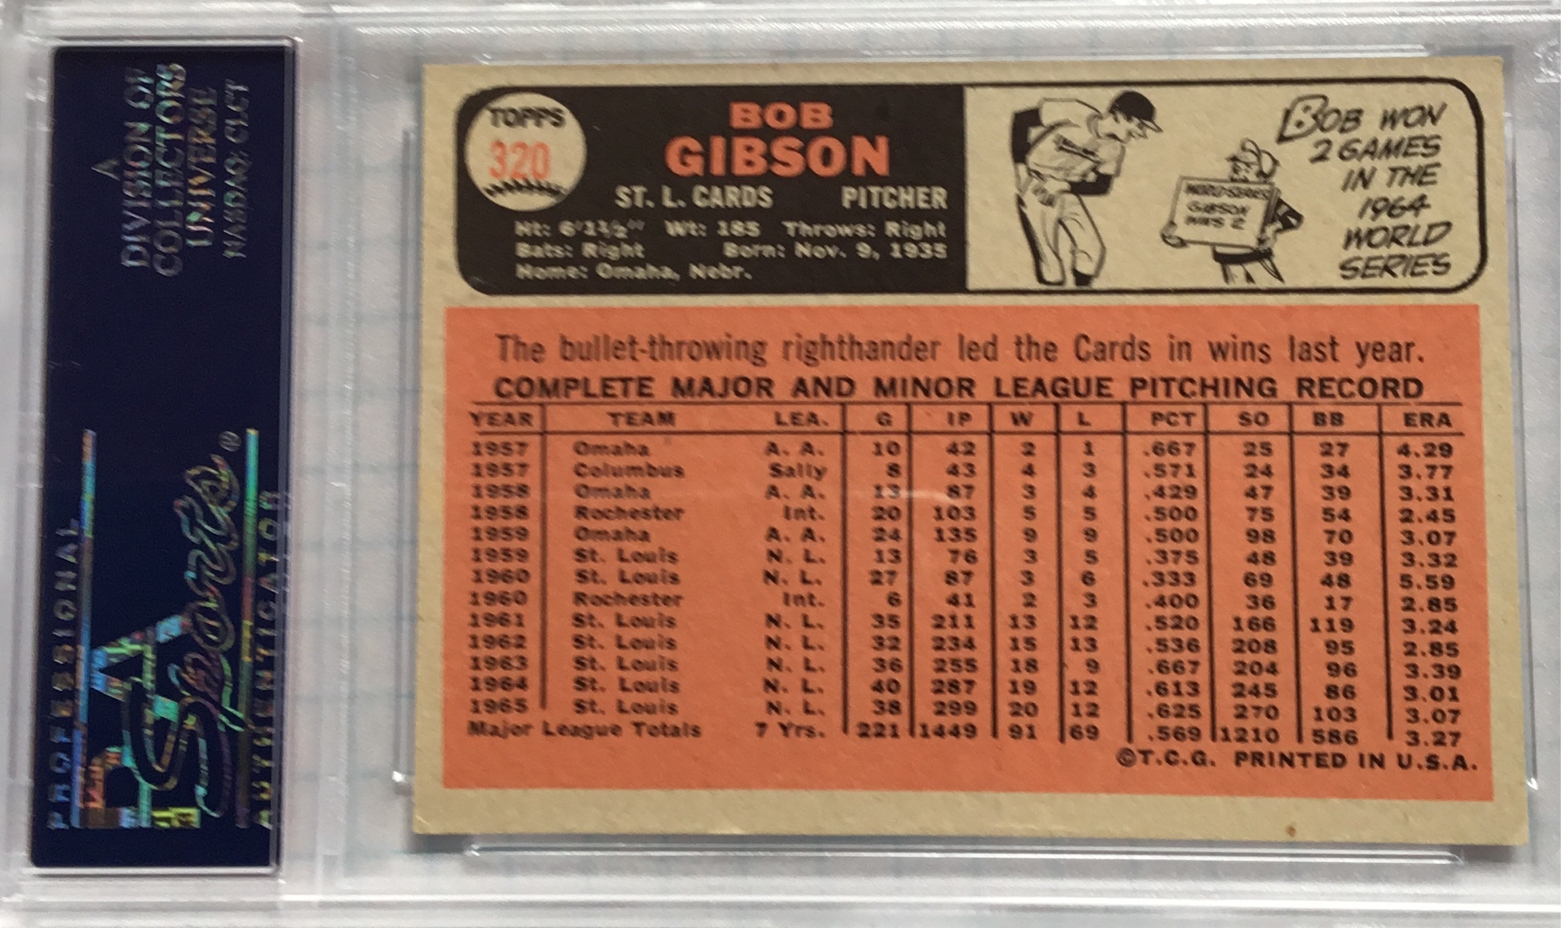 A
DIVISION OF
COLLECTORS
UNIVERSE
NASDAQ: CLCT
PROFESSIONAL
Sports®
AUTHENTICATOR
TOPPS
320
BOB
GIBSON
ST. L. CARDS PITCHER
Ht: 6'1½" Wt: 185 Throws: Right
Bats: Right Born: Nov. 9, 1935
Home: Omaha, Nebr.
WORLD SERIES
GIBSON
WINS 2
BOB WON
2 GAMES
IN THE
1964
WORLD
SERIES
The bullet-throwing righthander led the Cards in wins last year.
COMPLETE MAJOR AND MINOR LEAGUE PITCHING RECORD
YEAR TEAM LEA. G IP W L PCT SO BB ERA
1957 Omaha A. A. 10 42 2 1 .667 25 27 4.29
1957 Columbus Sally 8 43 4 3 .571 24 34 3.77
1958 Omaha A. A. 13 87 3 4 .429 47 39 3.31
1958 Rochester Int. 20 103 5 5 .500 75 54 2.45
1959 Omaha A. A. 24 135 9 9 .500 98 70 3.07
1959 St. Louis N. L. 13 76 3 5 .375 48 39 3.32
1960 St. Louis N. L. 27 87 3 6 .333 69 48 5.59
1960 Rochester Int. 6 41 2 3 .400 36 17 2.85
1961 St. Louis N. L. 35 211 13 12 .520 166 119 3.24
1962 St. Louis N. L. 32 234 15 13 .536 208 95 2.85
1963 St. Louis N. L. 36 255 18 9 .667 204 96 3.39
1964 St. Louis N. L. 40 287 19 12 .613 245 86 3.01
1965 St. Louis N. L. 38 299 20 12 .625 270 103 3.07
Major League Totals 7 Yrs. 221 1449 91 69 .569 1210 586 3.27
©T.C.G. PRINTED IN U.S.A.